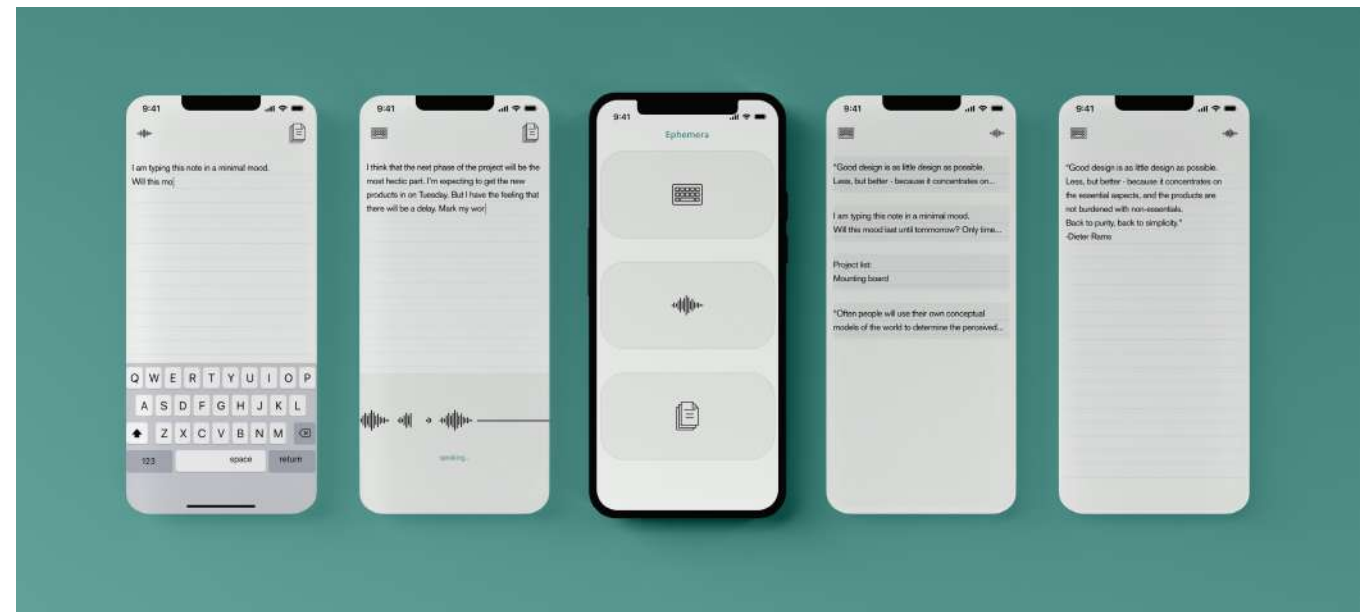 9:41
I am typing this note in a minimal mood.
Will this mo
Q W E R T Y U I O P
A S D F G H J K L
Z X C V B N M
123 space return
9:41
I think that the next phase of the project will be the
most hectic part. I'm expecting to get the new
products in on Tuesday. But I have the feeling that
there will be a delay. Mark my wor
9:41
Ephemera
9:41
"Good design is as little design as possible.
Less, but better - because it concentrates on...
I am typing this note in a minimal mood.
Will this mood last until tommorrow? Only time...
Project list:
Mounting board
"Often people will use their own conceptual
models of the world to determine the perceived...
9:41
"Good design is as little design as possible.
Less, but better - because it concentrates on
the essential aspects, and the products are
not burdened with non-essentials.
Back to purity, back to simplicity."
-Dieter Rams